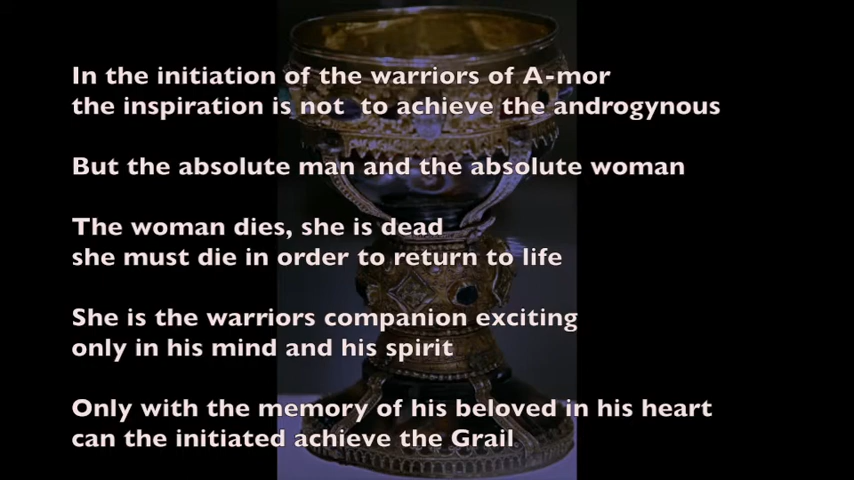 In the initiation of the warriors of A-mor
the inspiration is not to achieve the androgynous
But the absolute man and the absolute woman
The woman dies, she is dead
she must die in order to return to life
She is the warriors companion exciting
only in his mind and his spirit
Only with the memory of his beloved in his heart
can the initiated achieve the Grail